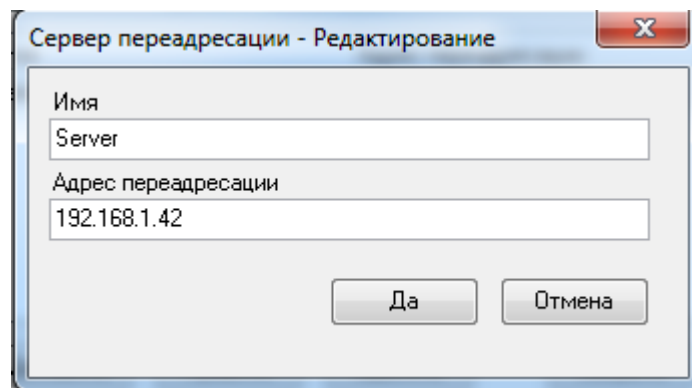 Сервер переадресации - Редактирование
Имя
Server
Адрес переадресации
192.168.1.42
Да
Отмена